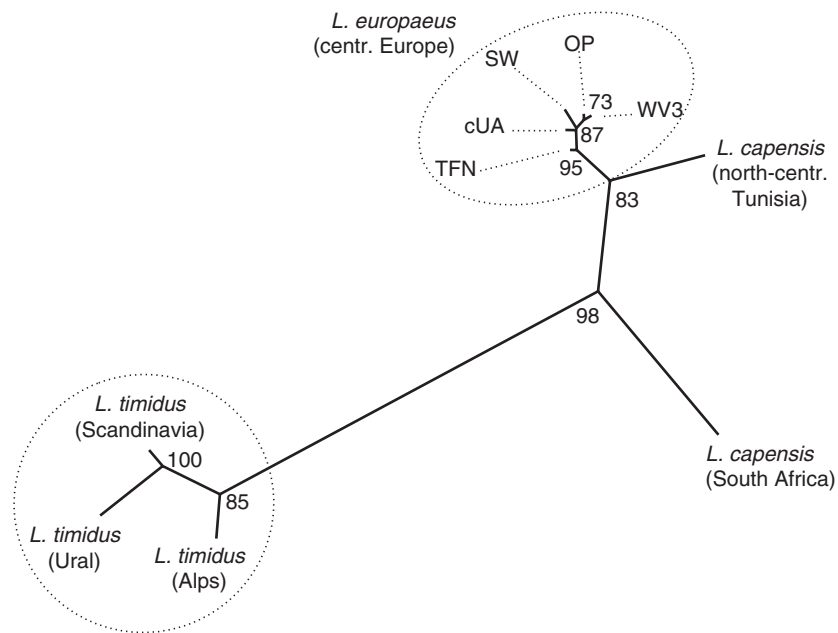 L. europaeus
(centr. Europe)
OP
SW
73
WV3
cUA
87
TFN
95
L. capensis
(north-centr.
Tunisia)
83
98
L. timidus
(Scandinavia)
100
L. capensis
(South Africa)
85
L. timidus
(Ural)
L. timidus
(Alps)